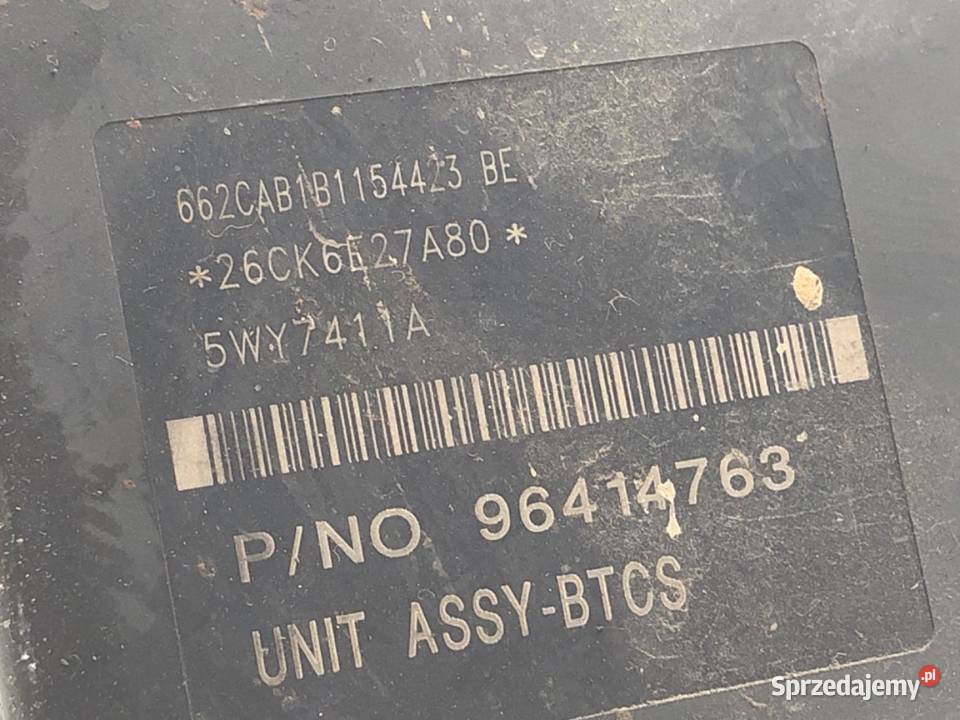 662CAB1B1154423 BE
*26CK6E27A80*
5WY7411A
P/NO 96414763
UNIT ASSY-BTCS
Sprzedajemy.pl